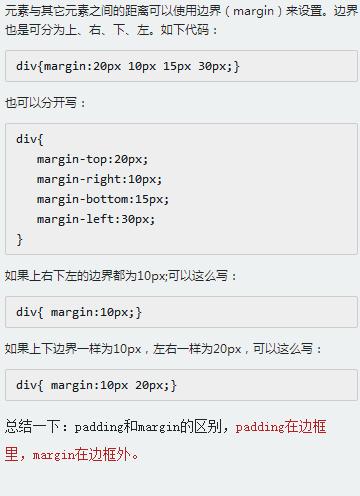 元素与其它元素之间的距离可以使用边界（margin）来设置。边界
也是可分为上、右、下、左。如下代码：
div{margin:20px 10px 15px 30px;}
也可以分开写：
div{
margin-top:20px;
margin-right:10px;
margin-bottom:15px;
margin-left:30px;
}
如果上右下左的边界都为10px;可以这么写：
div{ margin:10px;}
如果上下边界一样为10px，左右一样为20px，可以这么写：
div{ margin:10px 20px;}
总结一下：padding和margin的区别，padding在边框
里，margin在边框外。